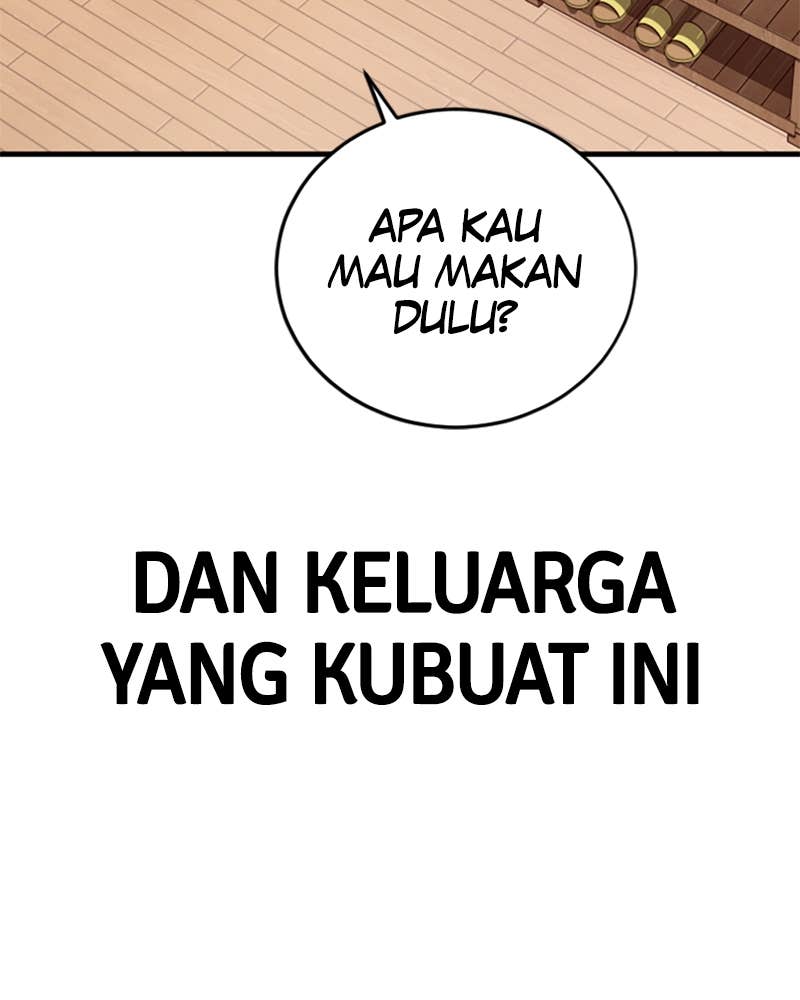 APA KAU
MAU MAKAN
DULU?
DAN KELUARGA
YANG KUBUAT INI